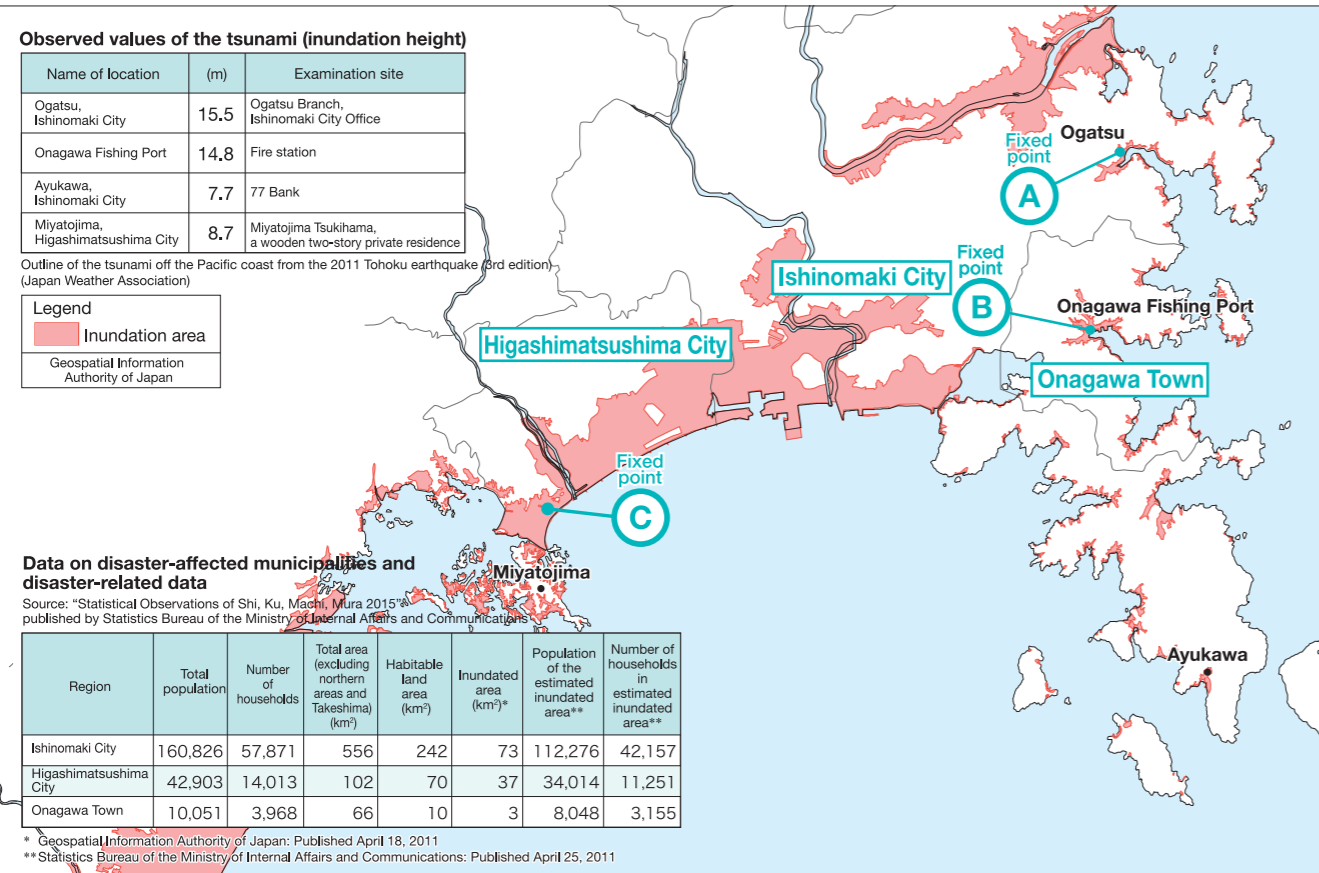 Observed values of the tsunami (inundation height)
Name of location (m) Examination site
Ogatsu,
Ishinomaki City
15.5
Ogatsu Branch,
Ishinomaki City Office
Onagawa Fishing Port 14.8 Fire station
Ayukawa,
Ishinomaki City
7.7
77 Bank
Miyatojima,
Higashimatsushima City
8.7
Miyatojima Tsukihama,
a wooden two-story private residence
Outline of the tsunami off the Pacific coast from the 2011 Tohoku earthquake (3rd edition)
(Japan Weather Association)
Legend
Inundation area
Geospatial Information
Authority of Japan
Ogatsu
Fixed
point
A
Ishinomaki City
Fixed
point
B
Onagawa Fishing Port
Higashimatsushima City
Onagawa Town
Fixed
point
C
Miyatojima
Ayukawa
Data on disaster-affected municipalities and
disaster-related data
Source: “Statistical Observations of Shi, Ku, Machi, Mura 2015”
published by Statistics Bureau of the Ministry of Internal Affairs and Communications
Region
Total
population
Number
of
households
Total area
(excluding
northern
areas and
Takeshima)
(km²)
Habitable
land
area
(km²)
Inundated
area
(km²)*
Population
of the
estimated
inundated
area**
Number of
households
in
estimated
inundated
area**
Ishinomaki City 160,826 57,871 556 242 73 112,276 42,157
Higashimatsushima
City
42,903 14,013 102 70 37 34,014 11,251
Onagawa Town 10,051 3,968 66 10 3 8,048 3,155
* Geospatial Information Authority of Japan: Published April 18, 2011
**Statistics Bureau of the Ministry of Internal Affairs and Communications: Published April 25, 2011